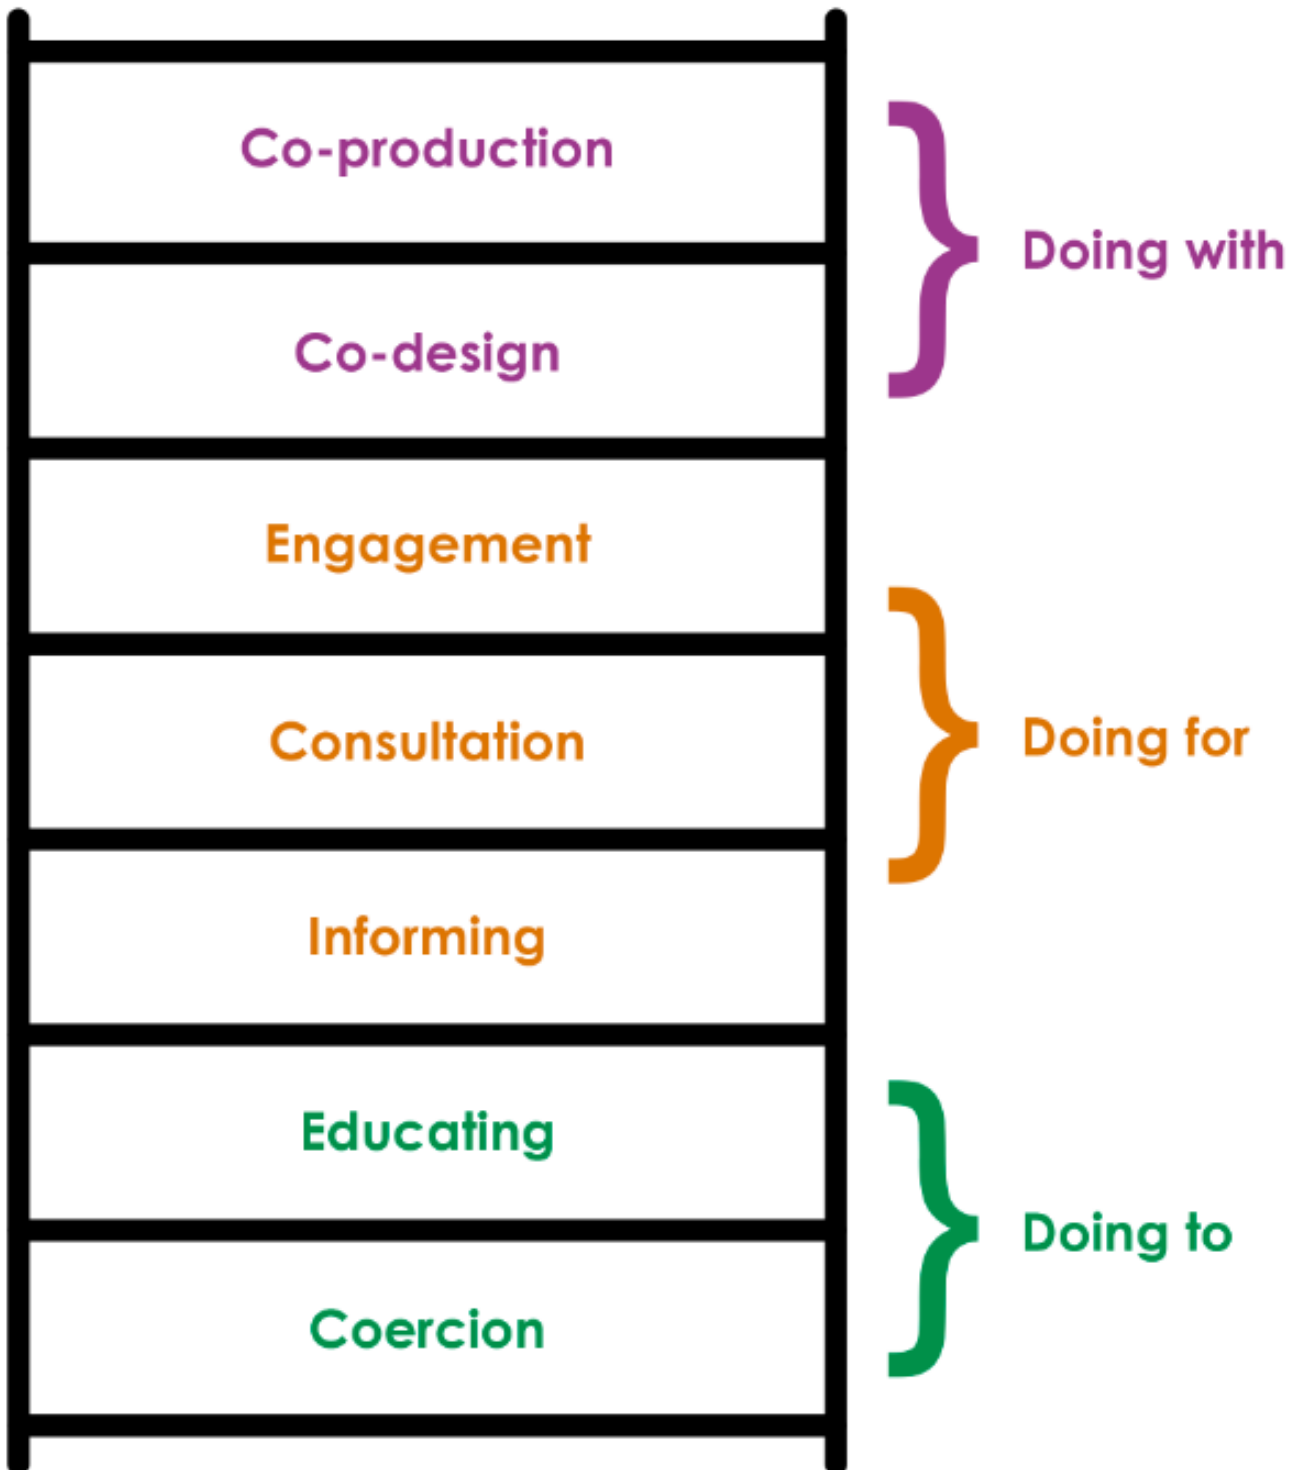 Co-production
Doing with
Co-design
Engagement
Consultation
Doing for
Informing
Educating
Doing to
Coercion